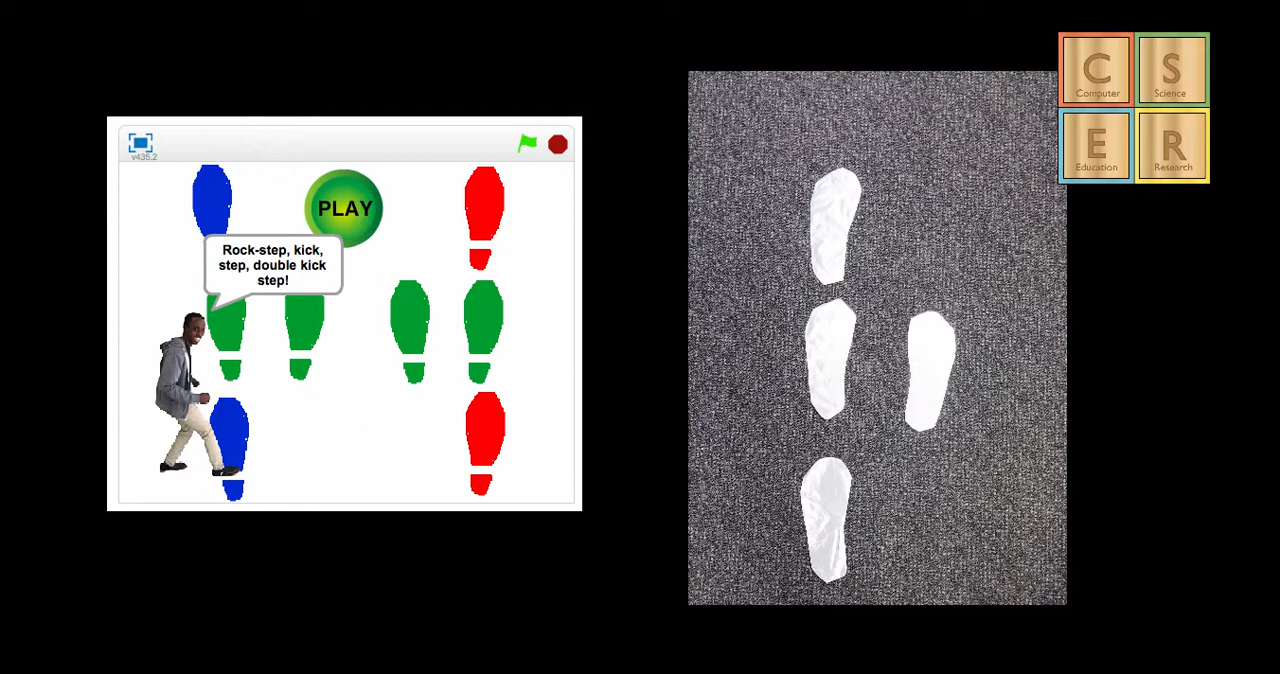 v435.2
PLAY
Rock-step, kick,
step, double kick
step!
C
Computer
S
Science
E
Education
R
Research